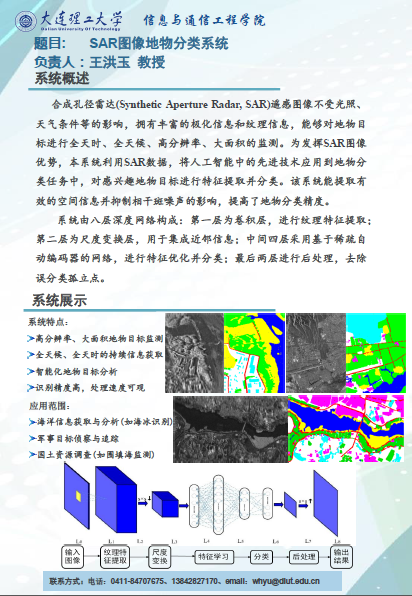 大连理工大学 信息与通信工程学院
Dalian University Of Technology
题目： SAR图像地物分类系统
负责人：王洪玉 教授
系统概述
合成孔径雷达(Synthetic Aperture Radar, SAR)遥感图像不受光照、
天气条件等的影响，拥有丰富的极化信息和纹理信息，能够对地物目
标进行全天时、全天候、高分辨率、大面积的监测。为发挥SAR图像
优势，本系统利用SAR数据，将人工智能中的先进技术应用到地物分
类任务中，对感兴趣地物目标进行特征提取并分类。该系统能提取有
效的空间信息并抑制相干斑噪声的影响，提高了地物分类精度。
系统由八层深度网络构成：第一层为卷积层，进行纹理特征提取；
第二层为尺度变换层，用于集成近邻信息；中间四层采用基于稀疏自
动编码器的网络，进行特征优化并分类；最后两层进行后处理，去除
误分类孤立点。
系统展示
系统特点：
高分辨率、大面积地物目标监测
全天候、全天时的持续信息获取
智能化地物目标分析
识别精度高，处理速度可观
应用范围：
海洋信息获取与分析(如海冰识别)
军事目标侦察与追踪
国土资源调查(如围填海监测)
L0 L1 L2 L3 L4 L5 L6 L7 L8
输入图像 纹理特征提取 尺度变换 特征学习 分类 后处理 输出结果
联系方式：电话：0411-84707675、13842827170、email：whyu@dlut.edu.cn